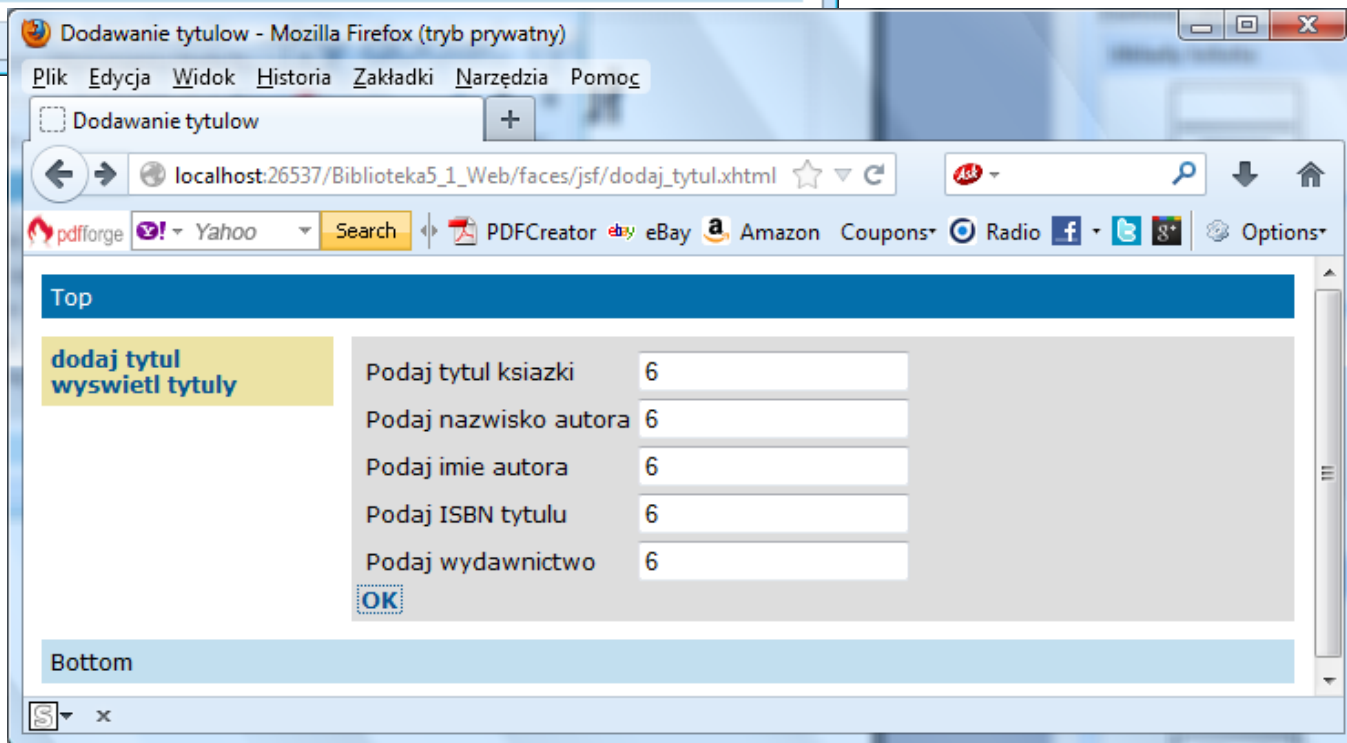 Dodawanie tytulow - Mozilla Firefox (tryb prywatny)
Plik Edycja Widok Historia Zakładki Narzędzia Pomoc
Dodawanie tytulow +
localhost:26537/Biblioteka5_1_Web/faces/jsf/dodaj_tytul.xhtml Ask
pdfforge Y! Yahoo Search PDFCreator ebay eBay a Amazon Coupons Radio f t g+ Options
Top
dodaj tytul
wyswietl tytuly
Podaj tytul ksiazki 6
Podaj nazwisko autora 6
Podaj imie autora 6
Podaj ISBN tytulu 6
Podaj wydawnictwo 6
OK
Bottom
S x